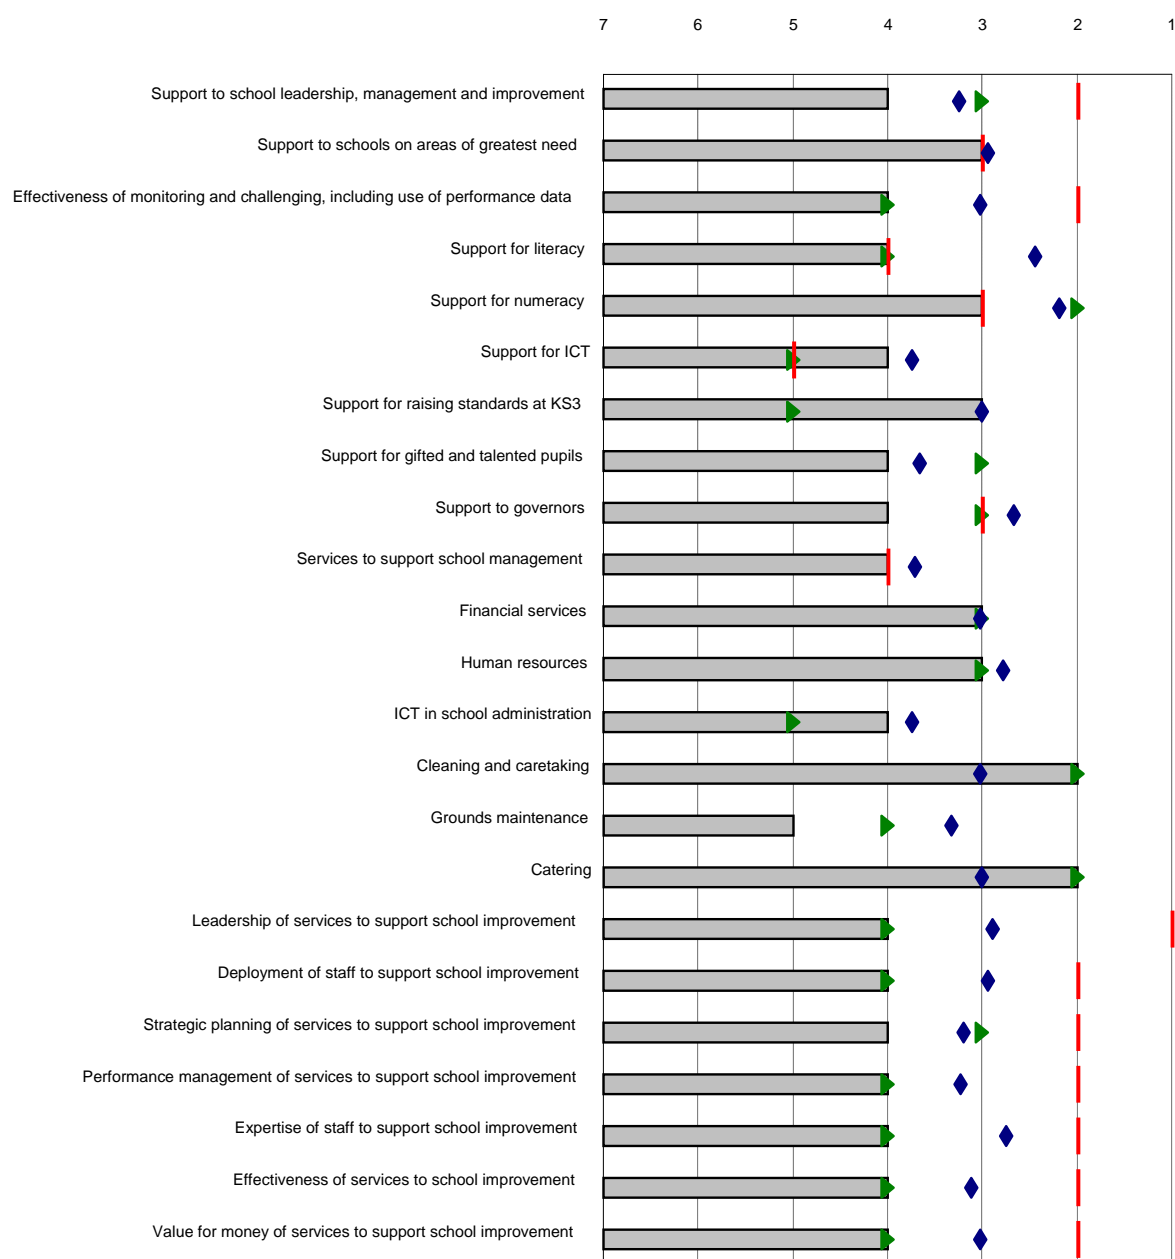 7 6 5 4 3 2 1
Support to school leadership, management and improvement
Support to schools on areas of greatest need
Effectiveness of monitoring and challenging, including use of performance data
Support for literacy
Support for numeracy
Support for ICT
Support for raising standards at KS3
Support for gifted and talented pupils
Support to governors
Services to support school management
Financial services
Human resources
ICT in school administration
Cleaning and caretaking
Grounds maintenance
Catering
Leadership of services to support school improvement
Deployment of staff to support school improvement
Strategic planning of services to support school improvement
Performance management of services to support school improvement
Expertise of staff to support school improvement
Effectiveness of services to school improvement
Value for money of services to support school improvement